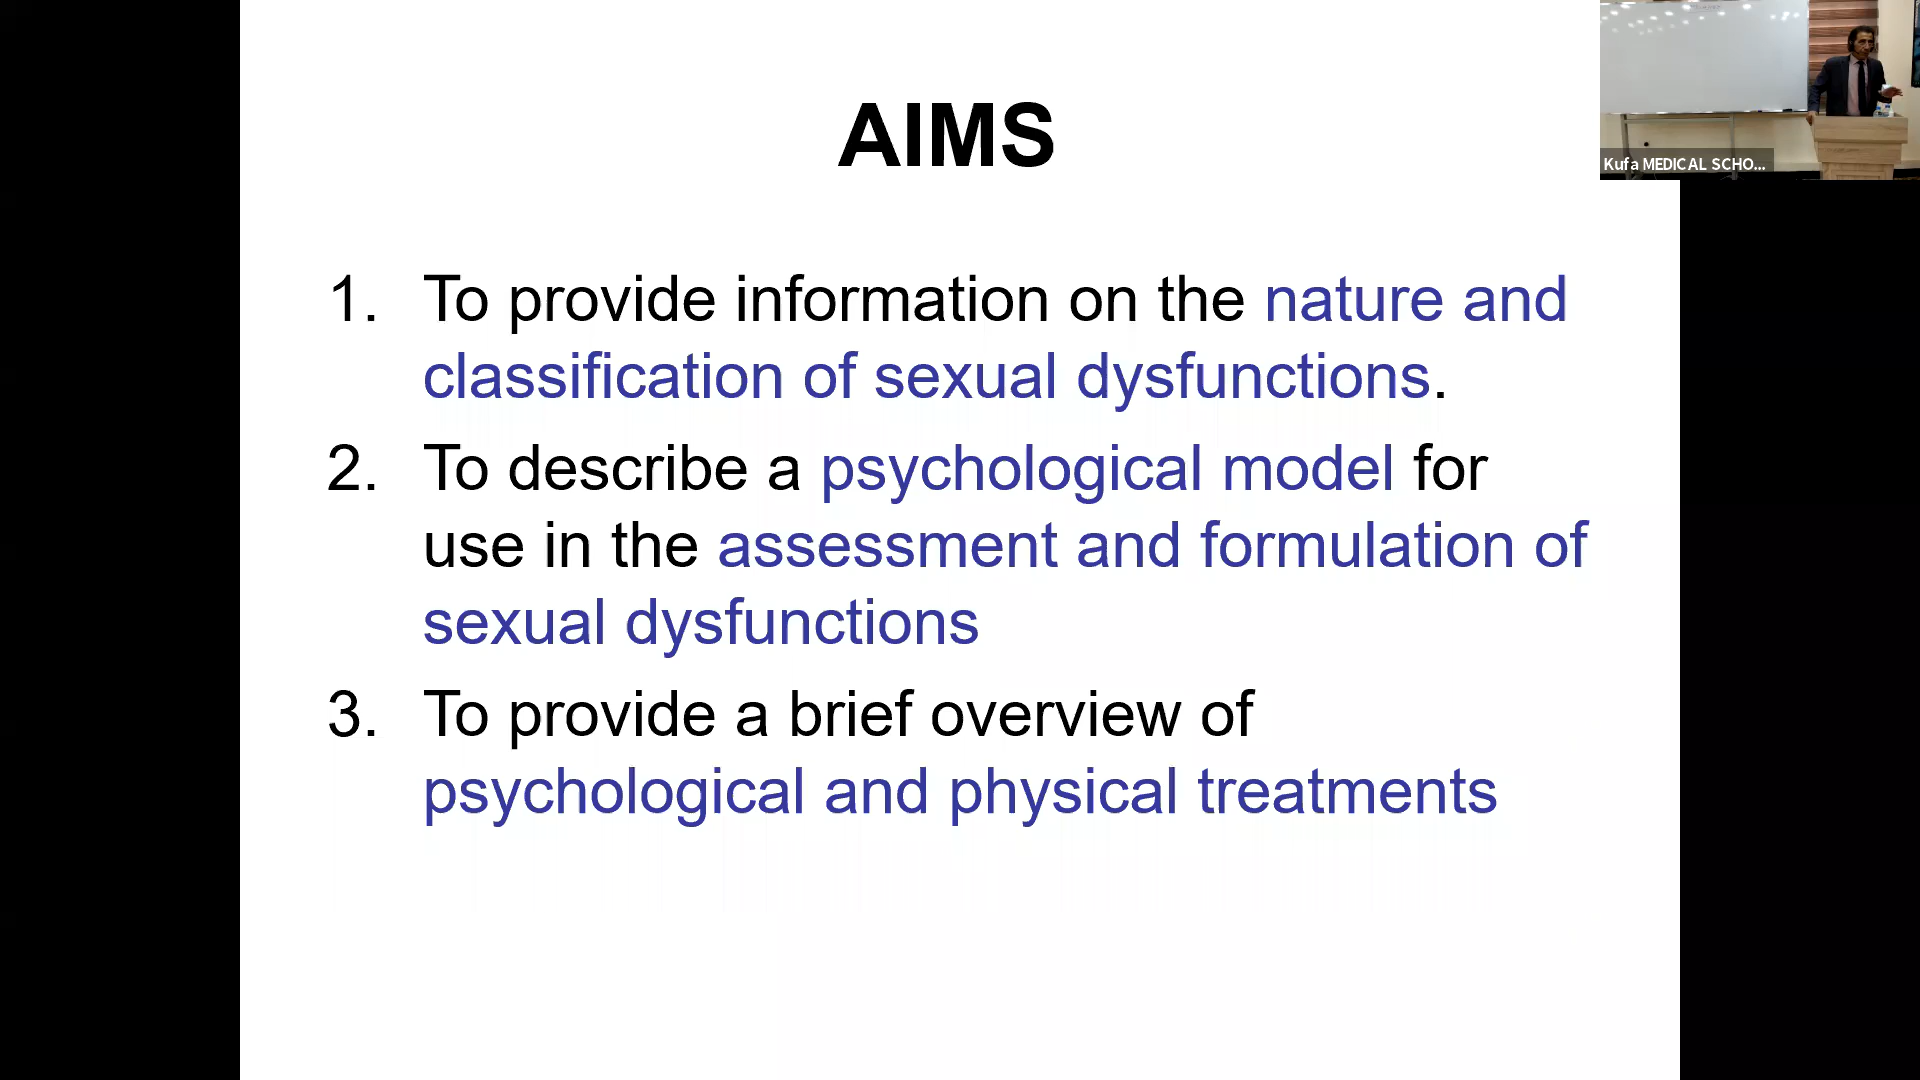 AIMS
Kufa MEDICAL SCHO...
1. To provide information on the nature and
classification of sexual dysfunctions.
2. To describe a psychological model for
use in the assessment and formulation of
sexual dysfunctions
3. To provide a brief overview of
psychological and physical treatments